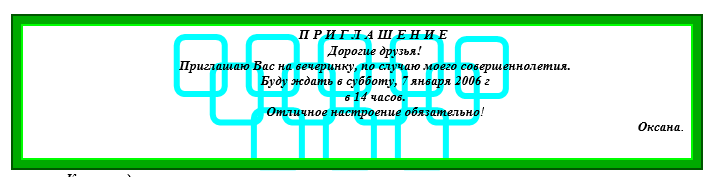 П Р И Г Л А Ш Е Н И Е
Дорогие друзья!
Приглашаю Вас на вечеринку, по случаю моего совершеннолетия.
Буду ждать в субботу, 7 января 2006 г
в 14 часов.
Отличное настроение обязательно!
Оксана.